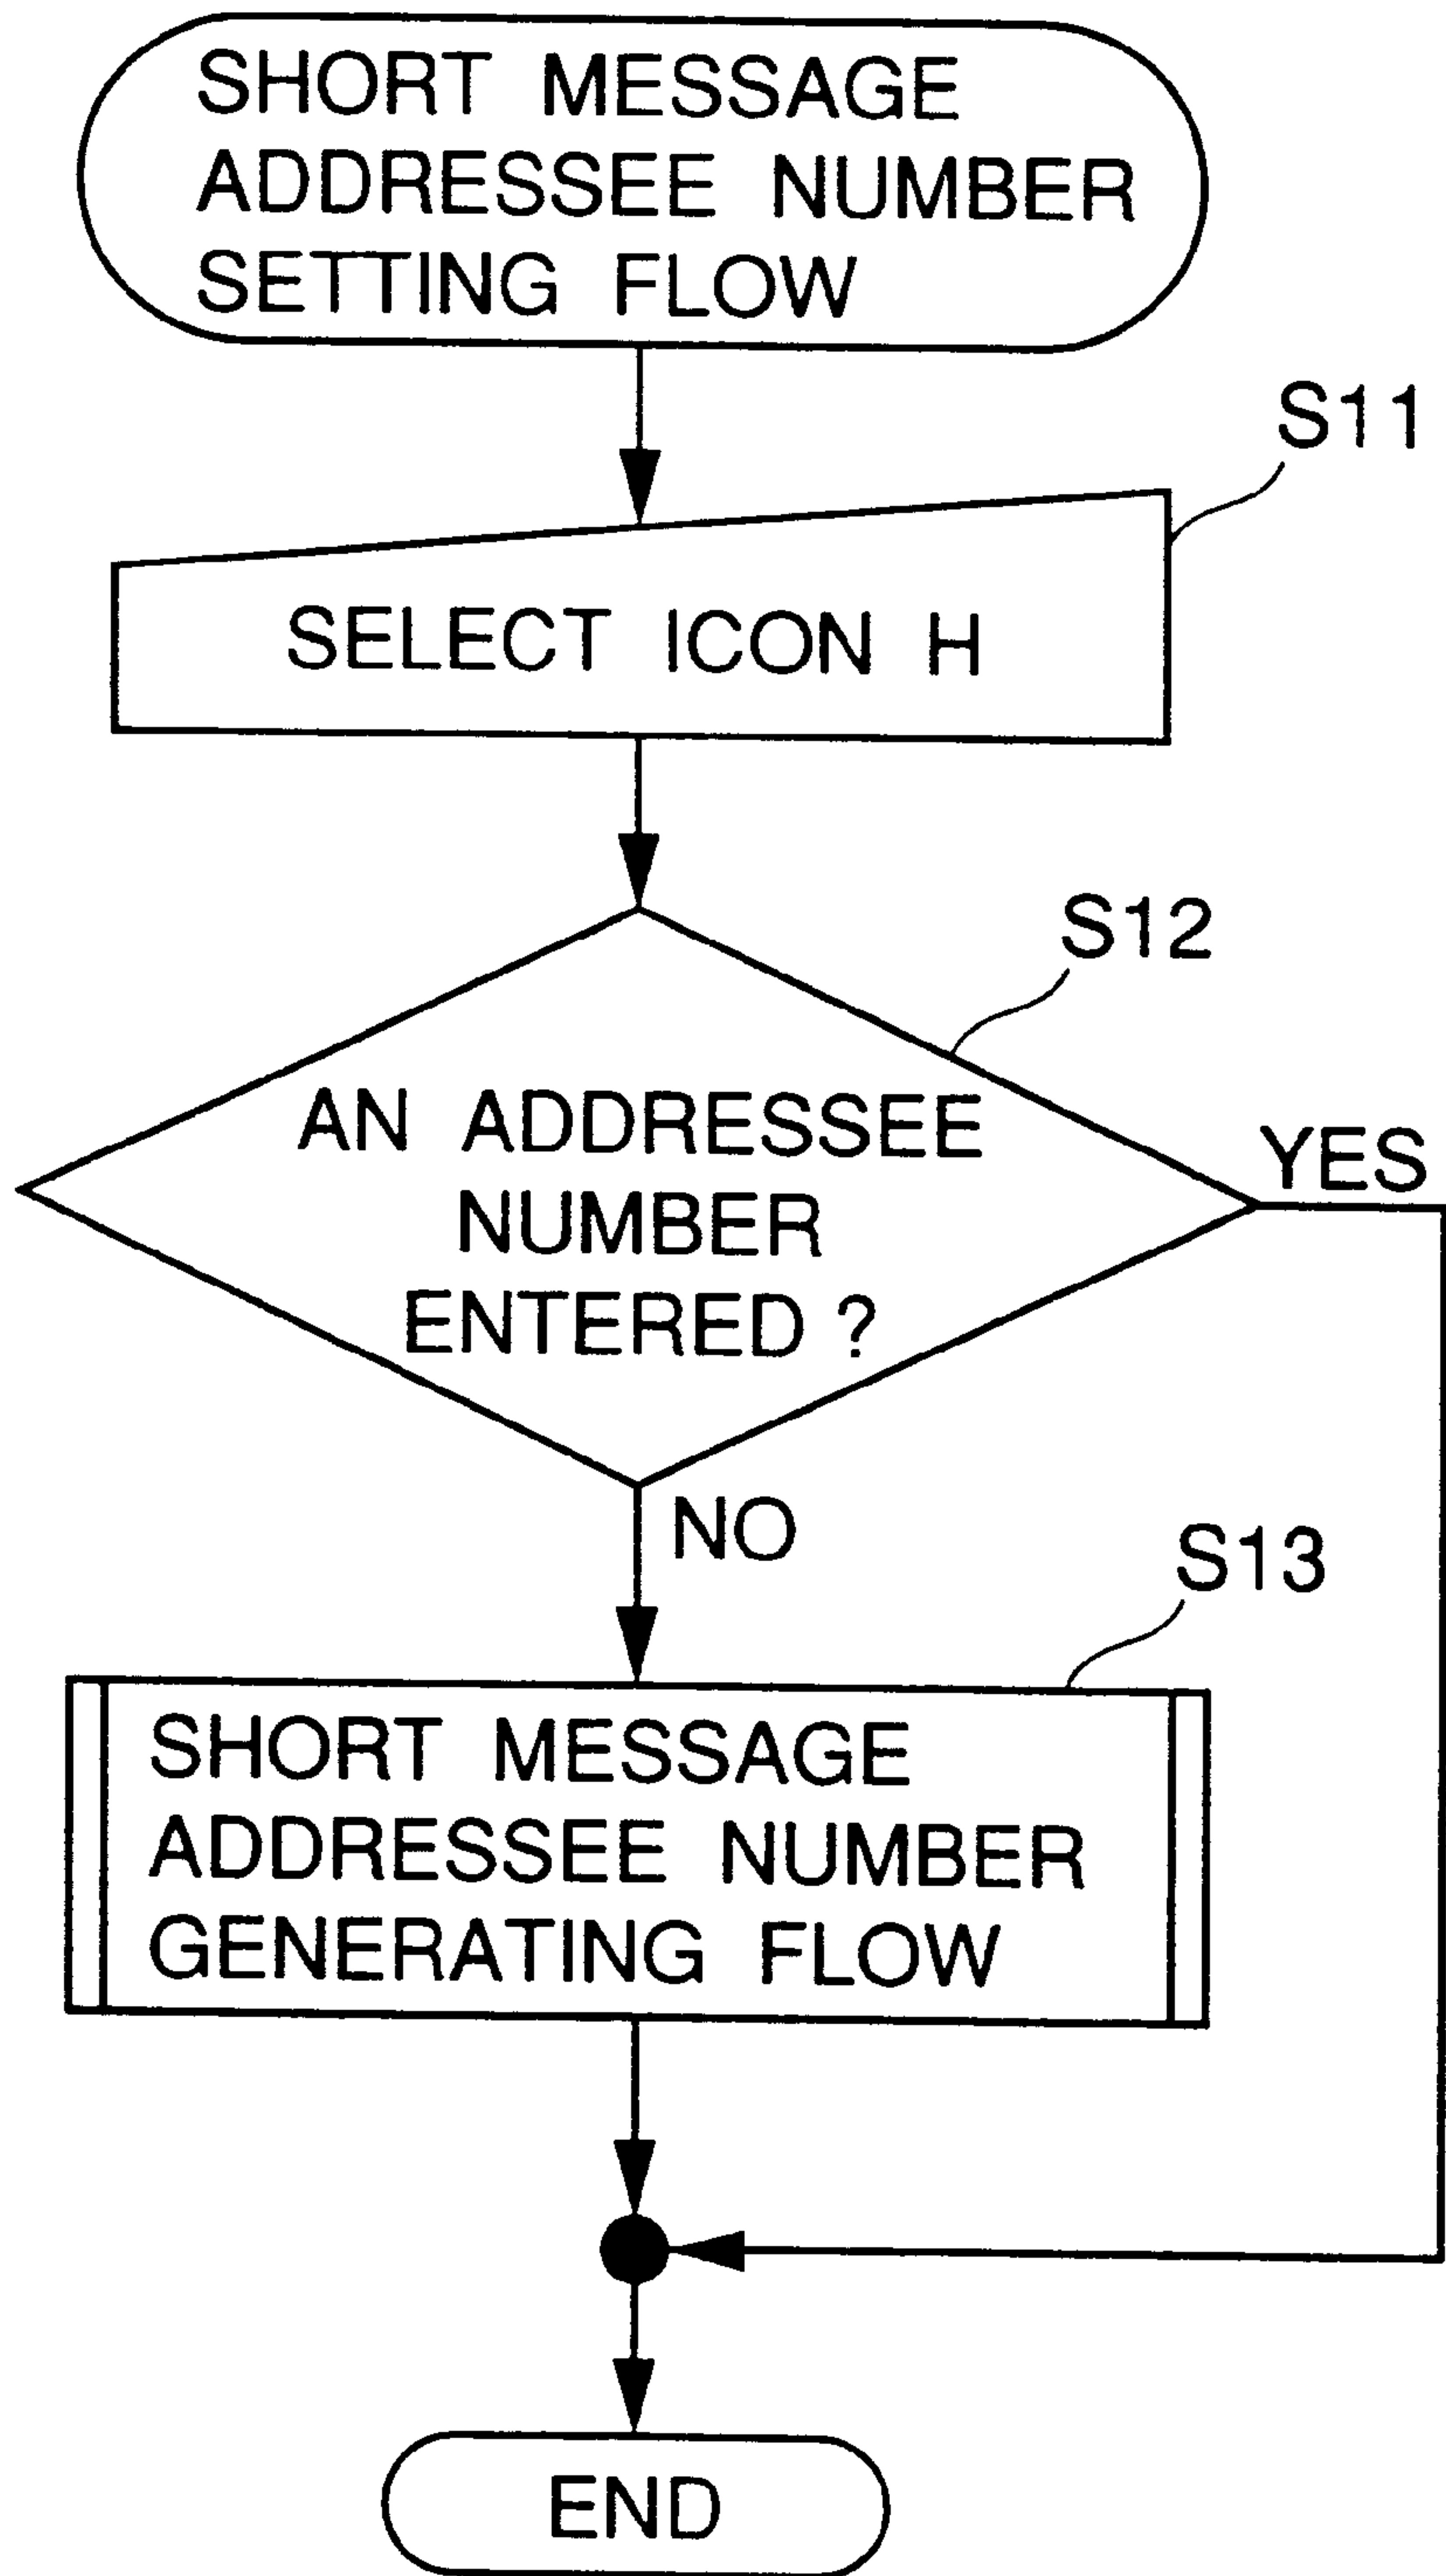 SHORT MESSAGE
ADDRESSEE NUMBER
SETTING FLOW
S11
SELECT ICON H
S12
AN ADDRESSEE
NUMBER
ENTERED ?
YES
NO
S13
SHORT MESSAGE
ADDRESSEE NUMBER
GENERATING FLOW
END